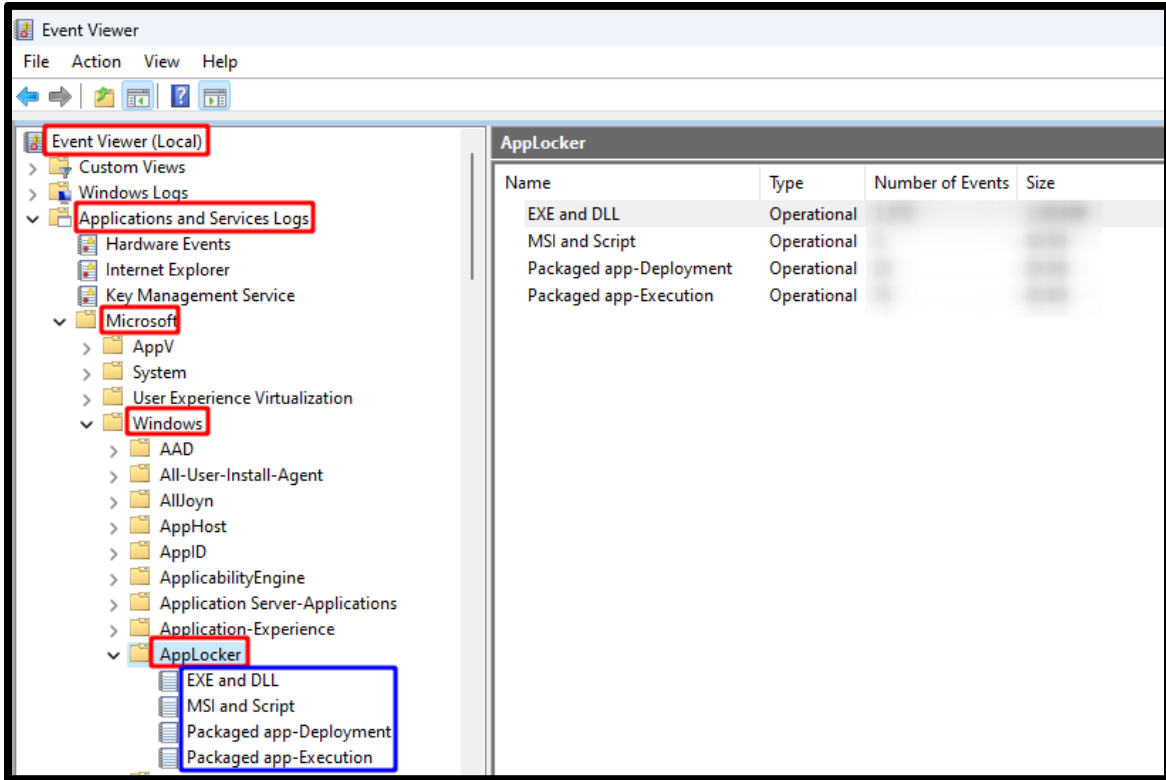 Event Viewer
File Action View Help
Event Viewer (Local)
Custom Views
Windows Logs
Applications and Services Logs
Hardware Events
Internet Explorer
Key Management Service
Microsoft
AppV
System
User Experience Virtualization
Windows
AAD
All-User-Install-Agent
AllJoyn
AppHost
AppID
ApplicabilityEngine
Application Server-Applications
Application-Experience
AppLocker
EXE and DLL
MSI and Script
Packaged app-Deployment
Packaged app-Execution
AppLocker
Name Type Number of Events Size
EXE and DLL Operational
MSI and Script Operational
Packaged app-Deployment Operational
Packaged app-Execution Operational